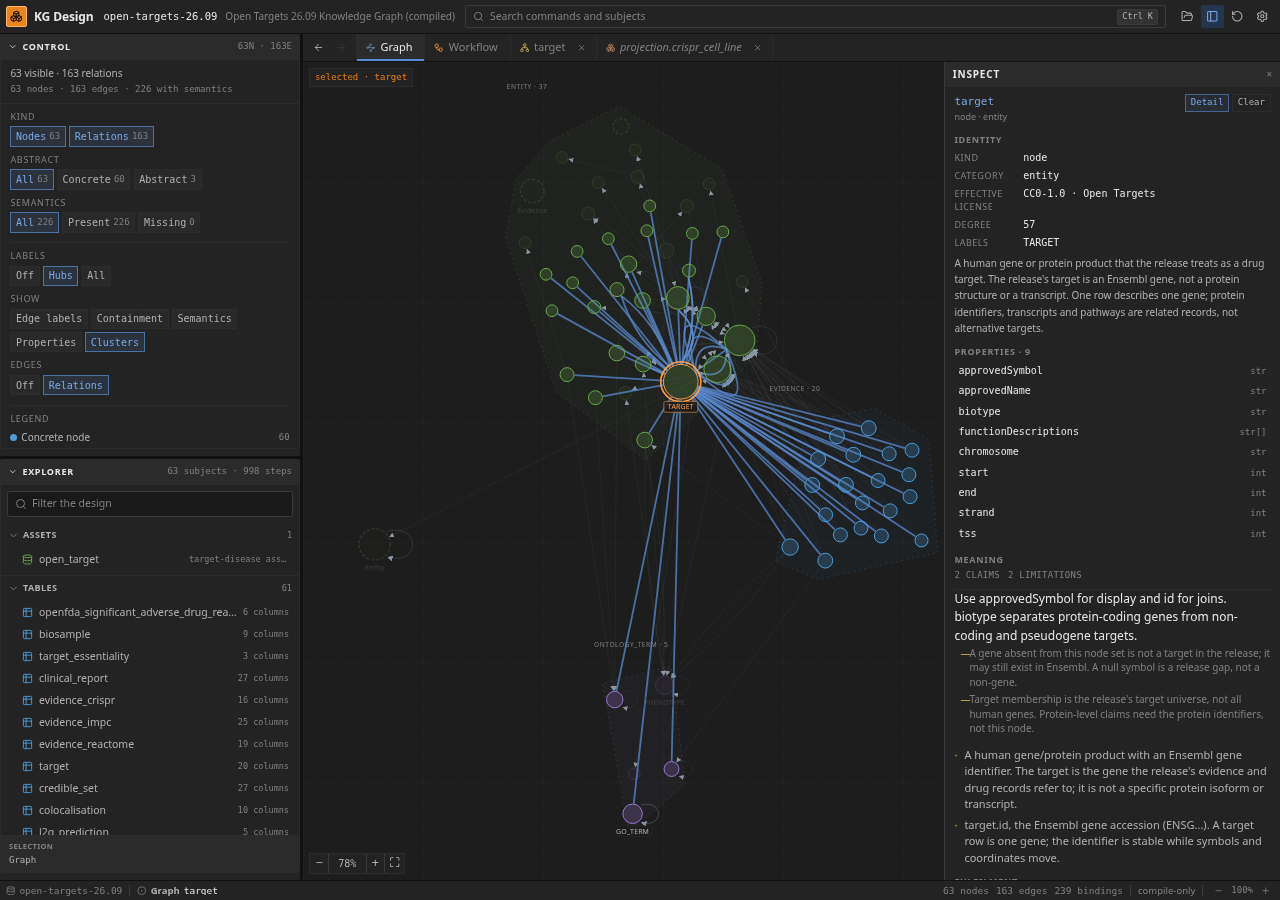 KG Design open-targets-26.09 Open Targets 26.09 Knowledge Graph (compiled) Search commands and subjects Ctrl K
CONTROL 63N · 163E
63 visible · 163 relations
63 nodes · 163 edges · 226 with semantics
KIND
Nodes 63 Relations 163
ABSTRACT
All 63 Concrete 60 Abstract 3
SEMANTICS
All 226 Present 226 Missing 0
LABELS
Off Hubs All
SHOW
Edge labels Containment Semantics
Properties Clusters
EDGES
Off Relations
LEGEND
Concrete node 60
EXPLORER 63 subjects · 998 steps
Filter the design
ASSETS 1
open_target target-disease ass…
TABLES 61
openfda_significant_adverse_drug_rea… 6 columns
biosample 9 columns
target_essentiality 3 columns
clinical_report 27 columns
evidence_crispr 16 columns
evidence_impc 25 columns
evidence_reactome 19 columns
target 20 columns
credible_set 27 columns
colocalisation 10 columns
l2g_prediction 5 columns
SELECTION
Graph
Graph Workflow target × projection.crispr_cell_line ×
selected · target
ENTITY · 37
Evidence
TARGET
EVIDENCE · 20
Entity
ONTOLOGY_TERM · 5
PHENOTYPE
GO_TERM
− 78% +
INSPECT ×
target Detail Clear
node · entity
IDENTITY
KIND node
CATEGORY entity
EFFECTIVE LICENSE CC0-1.0 · Open Targets
DEGREE 57
LABELS TARGET
A human gene or protein product that the release treats as a drug
target. The release's target is an Ensembl gene, not a protein
structure or a transcript. One row describes one gene; protein
identifiers, transcripts and pathways are related records, not
alternative targets.
PROPERTIES · 9
approvedSymbol str
approvedName str
biotype str
functionDescriptions str[]
chromosome str
start int
end int
strand int
tss int
MEANING
2 CLAIMS 2 LIMITATIONS
Use approvedSymbol for display and id for joins.
biotype separates protein-coding genes from non-
coding and pseudogene targets.
—A gene absent from this node set is not a target in the release; it
may still exist in Ensembl. A null symbol is a release gap, not a
non-gene.
—Target membership is the release's target universe, not all
human genes. Protein-level claims need the protein identifiers,
not this node.
· A human gene/protein product with an Ensembl gene
identifier. The target is the gene the release's evidence and
drug records refer to; it is not a specific protein isoform or
transcript.
· target.id, the Ensembl gene accession (ENSG…). A target
row is one gene; the identifier is stable while symbols and
coordinates move.
open-targets-26.09 Graph target 63 nodes 163 edges 239 bindings compile-only − 100% +